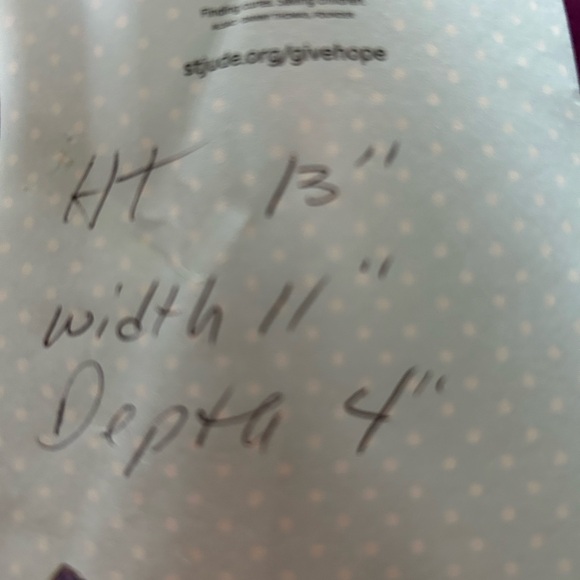 stjude.org/givehope
Ht 13"
width 11"
Depth 4"